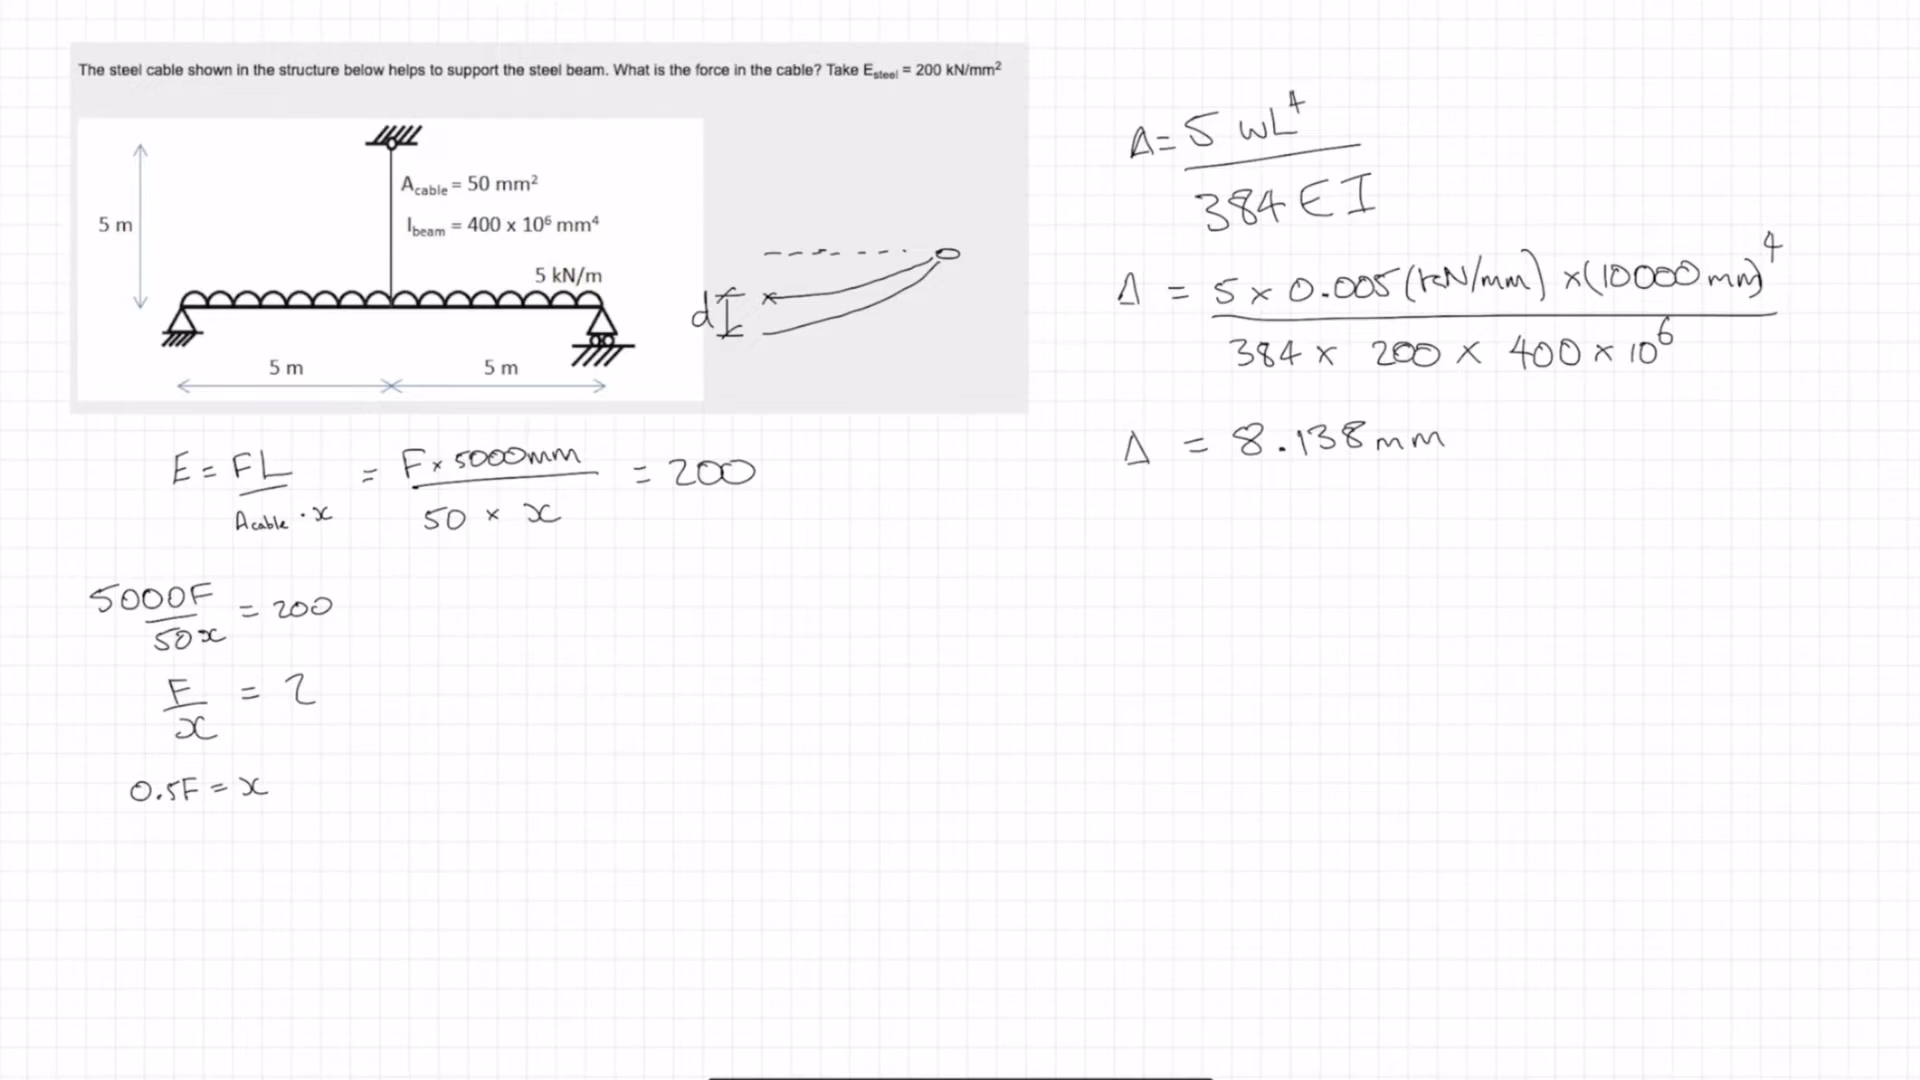 The steel cable shown in the structure below helps to support the steel beam. What is the force in the cable? Take Esteel = 200 kN/mm²
Acable = 50 mm²
5 m
Ibeam = 400 x 10⁶ mm⁴
5 kN/m
5 m
5 m
d
E = FL / Acable · x = F × 5000mm / 50 × x = 200
5000F / 50x = 200
F / x = 2
0.5F = x
Δ = 5 wL⁴ / 384 E I
Δ = 5 × 0.005 (kN/mm) × (10000 mm)⁴ / 384 × 200 × 400 × 10⁶
Δ = 8.138 mm